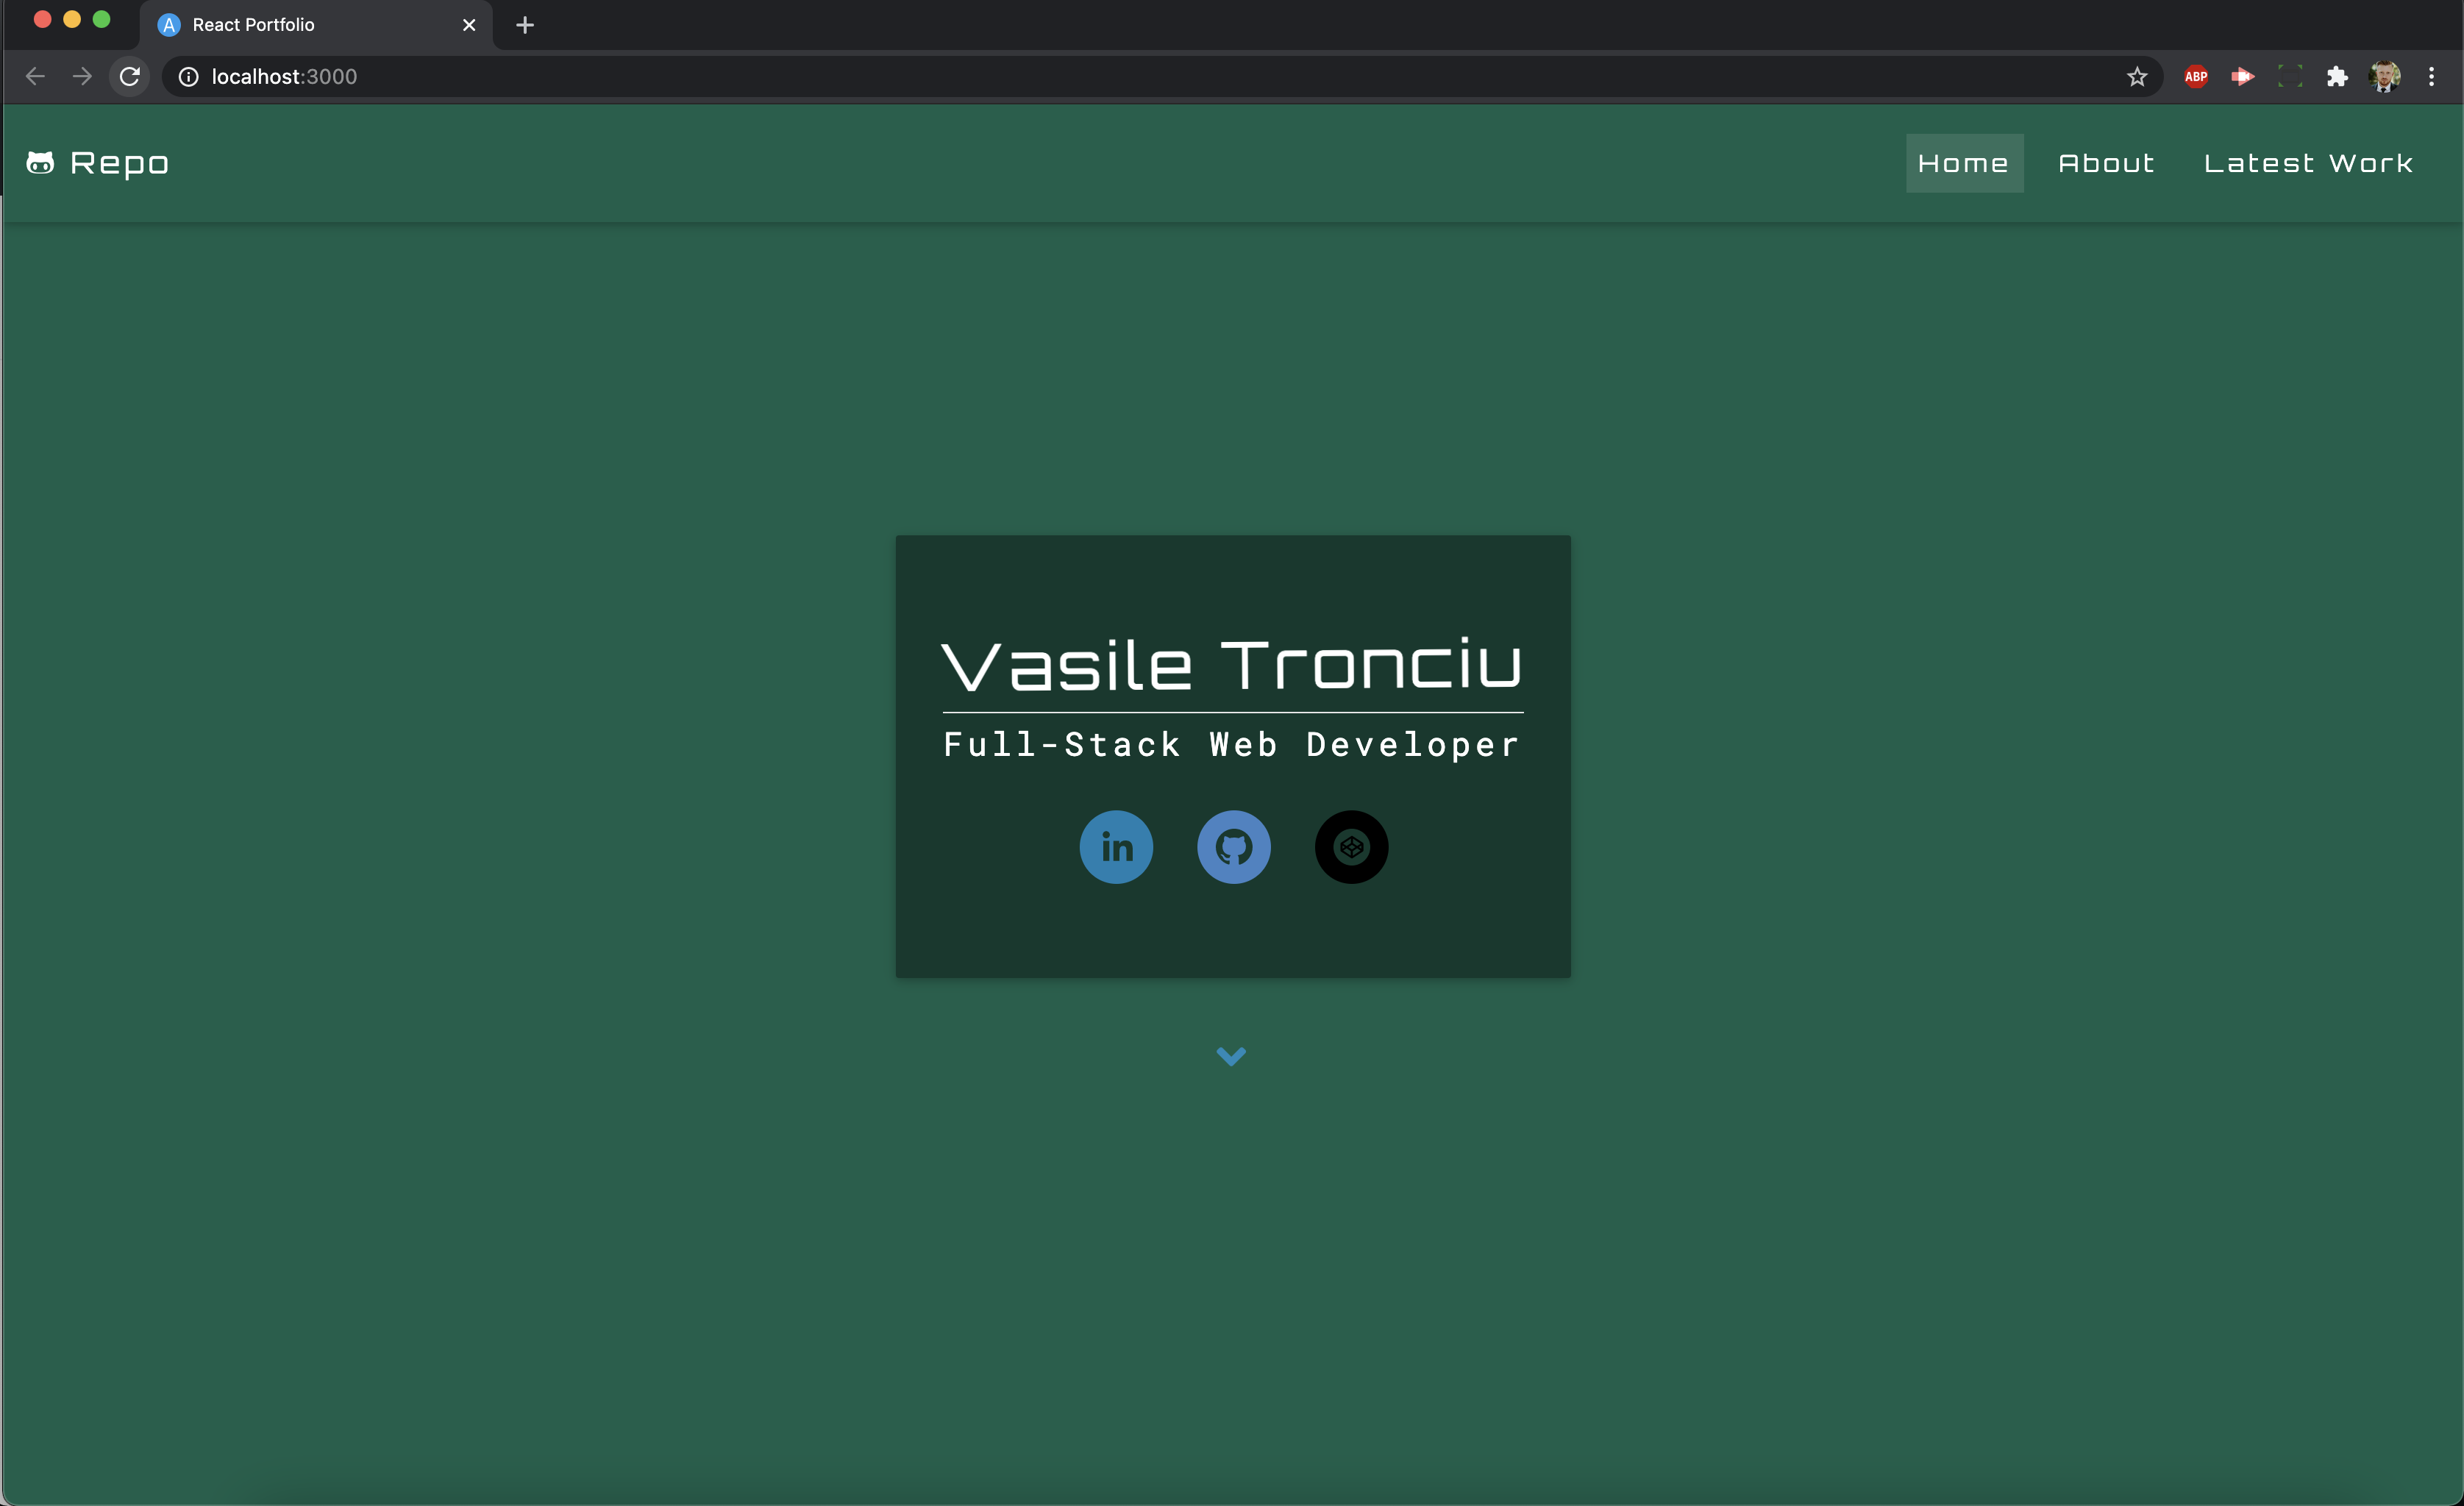 React Portfolio
localhost:3000
ABP
Repo
Home About Latest Work
Vasile Tronciu
Full-Stack Web Developer
in